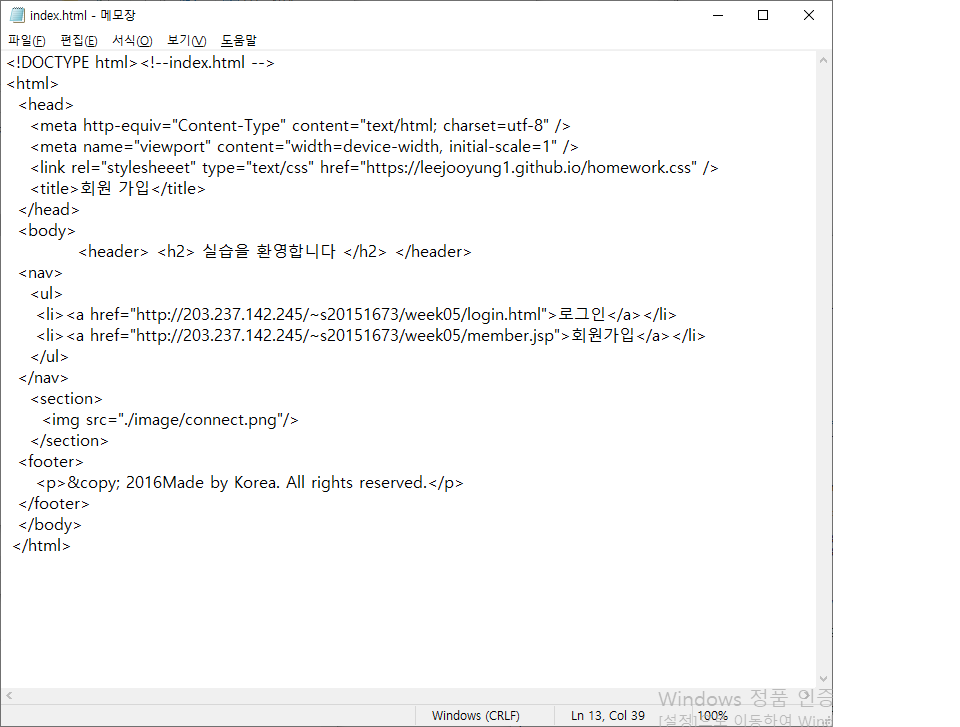 index.html - 메모장
파일(F) 편집(E) 서식(O) 보기(V) 도움말
<!DOCTYPE html><!--index.html -->
<html>
<head>
<meta http-equiv="Content-Type" content="text/html; charset=utf-8" />
<meta name="viewport" content="width=device-width, initial-scale=1" />
<link rel="stylesheeet" type="text/css" href="https://leejooyung1.github.io/homework.css" />
<title>회원 가입</title>
</head>
<body>
<header> <h2> 실습을 환영합니다 </h2> </header>
<nav>
<ul>
<li><a href="http://203.237.142.245/~s20151673/week05/login.html">로그인</a></li>
<li><a href="http://203.237.142.245/~s20151673/week05/member.jsp">회원가입</a></li>
</ul>
</nav>
<section>
<img src="./image/connect.png"/>
</section>
<footer>
<p>&copy; 2016Made by Korea. All rights reserved.</p>
</footer>
</body>
</html>
Windows 정품 인증
[설정]으로 이동하여 Wind
Windows (CRLF) Ln 13, Col 39 100%